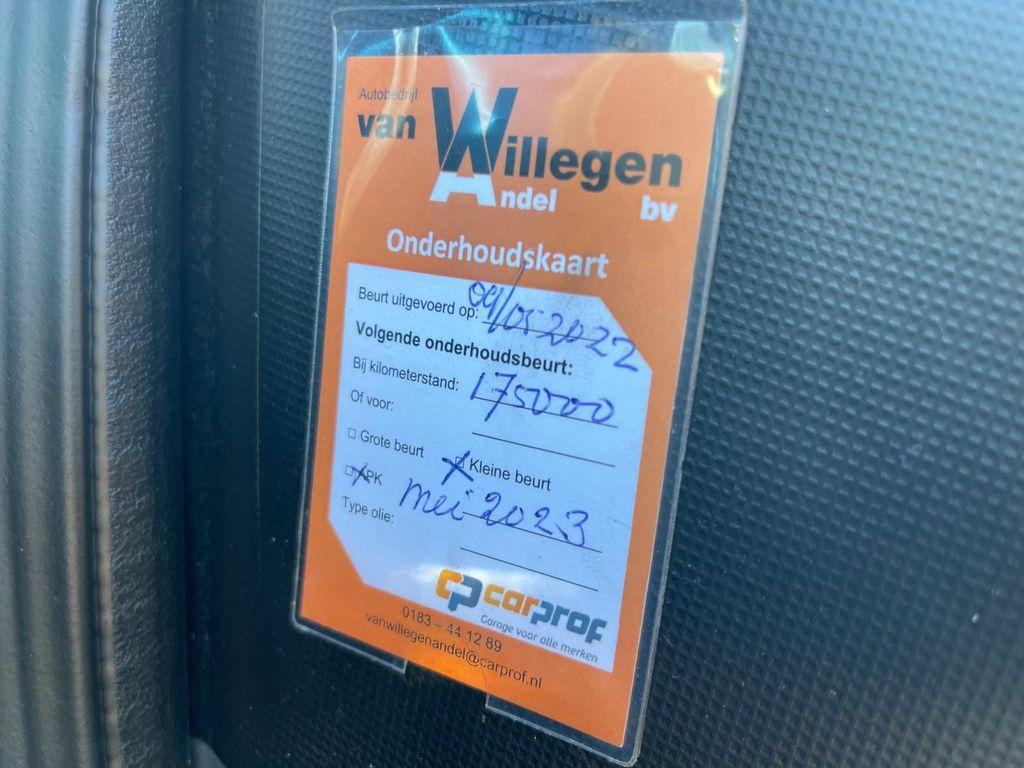 Autobedrijf
van Willegen
Andel bv
Onderhoudskaart
Beurt uitgevoerd op: 09/05 2022
Volgende onderhoudsbeurt:
Bij kilometerstand: 175000
Of voor:
Grote beurt Kleine beurt
APK mei 2023
Type olie:
CP carprof
Garage voor alle merken
0183 - 44 12 89
vanwillegenandel@carprof.nl